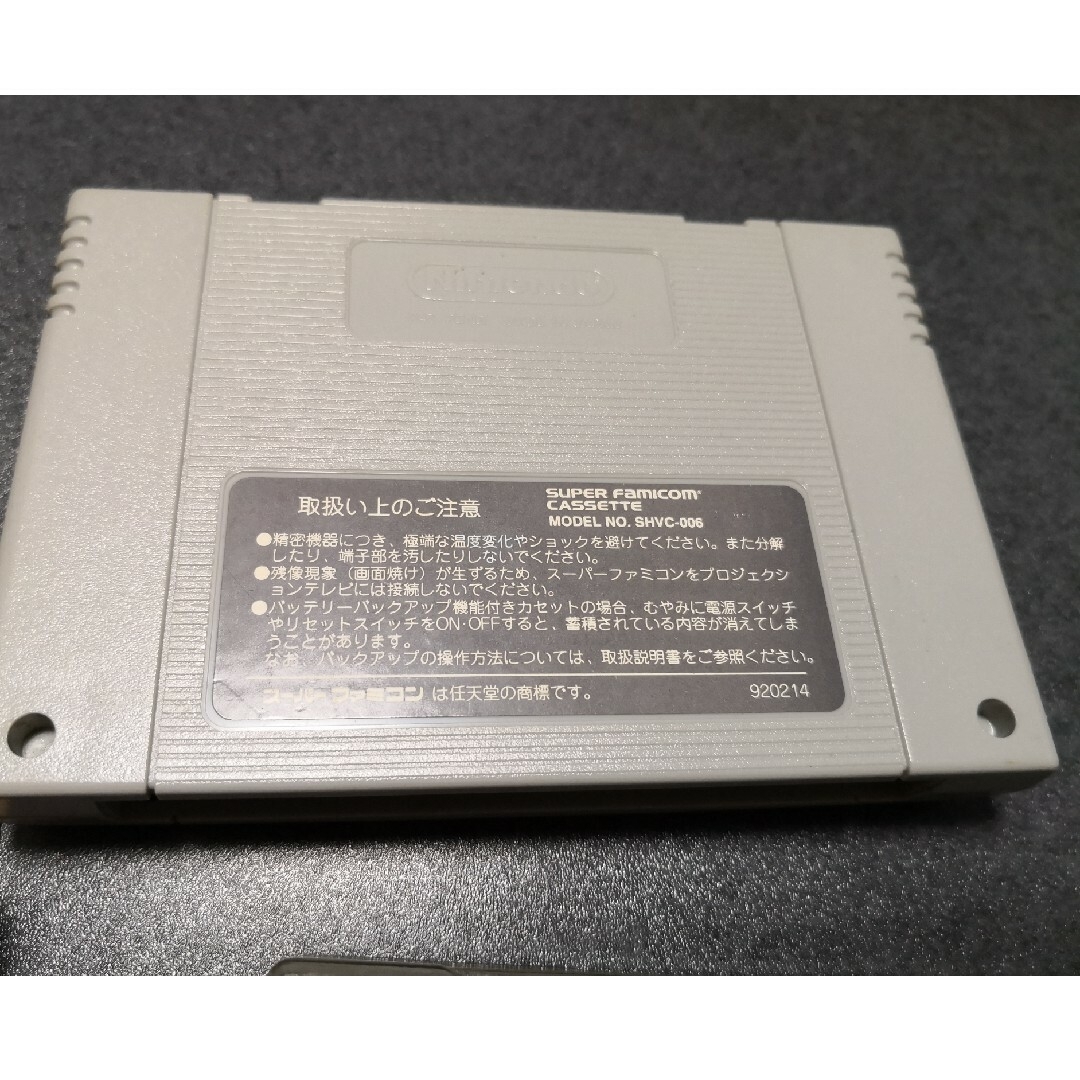 Nintendo
取扱い上のご注意
SUPER FAMICOM
CASSETTE
MODEL NO. SHVC-006
●精密機器につき、極端な温度変化やショックを避けてください。また分解
したり、端子部を汚したりしないでください。
●残像現象（画面焼け）が生ずるため、スーパーファミコンをプロジェクシ
ョンテレビには接続しないでください。
●バッテリーバックアップ機能付きカセットの場合、むやみに電源スイッチ
やリセットスイッチをON・OFFすると、蓄積されている内容が消えてしま
うことがあります。
なお、バックアップの操作方法については、取扱説明書をご参照ください。
スーパーファミコン は任天堂の商標です。
920214